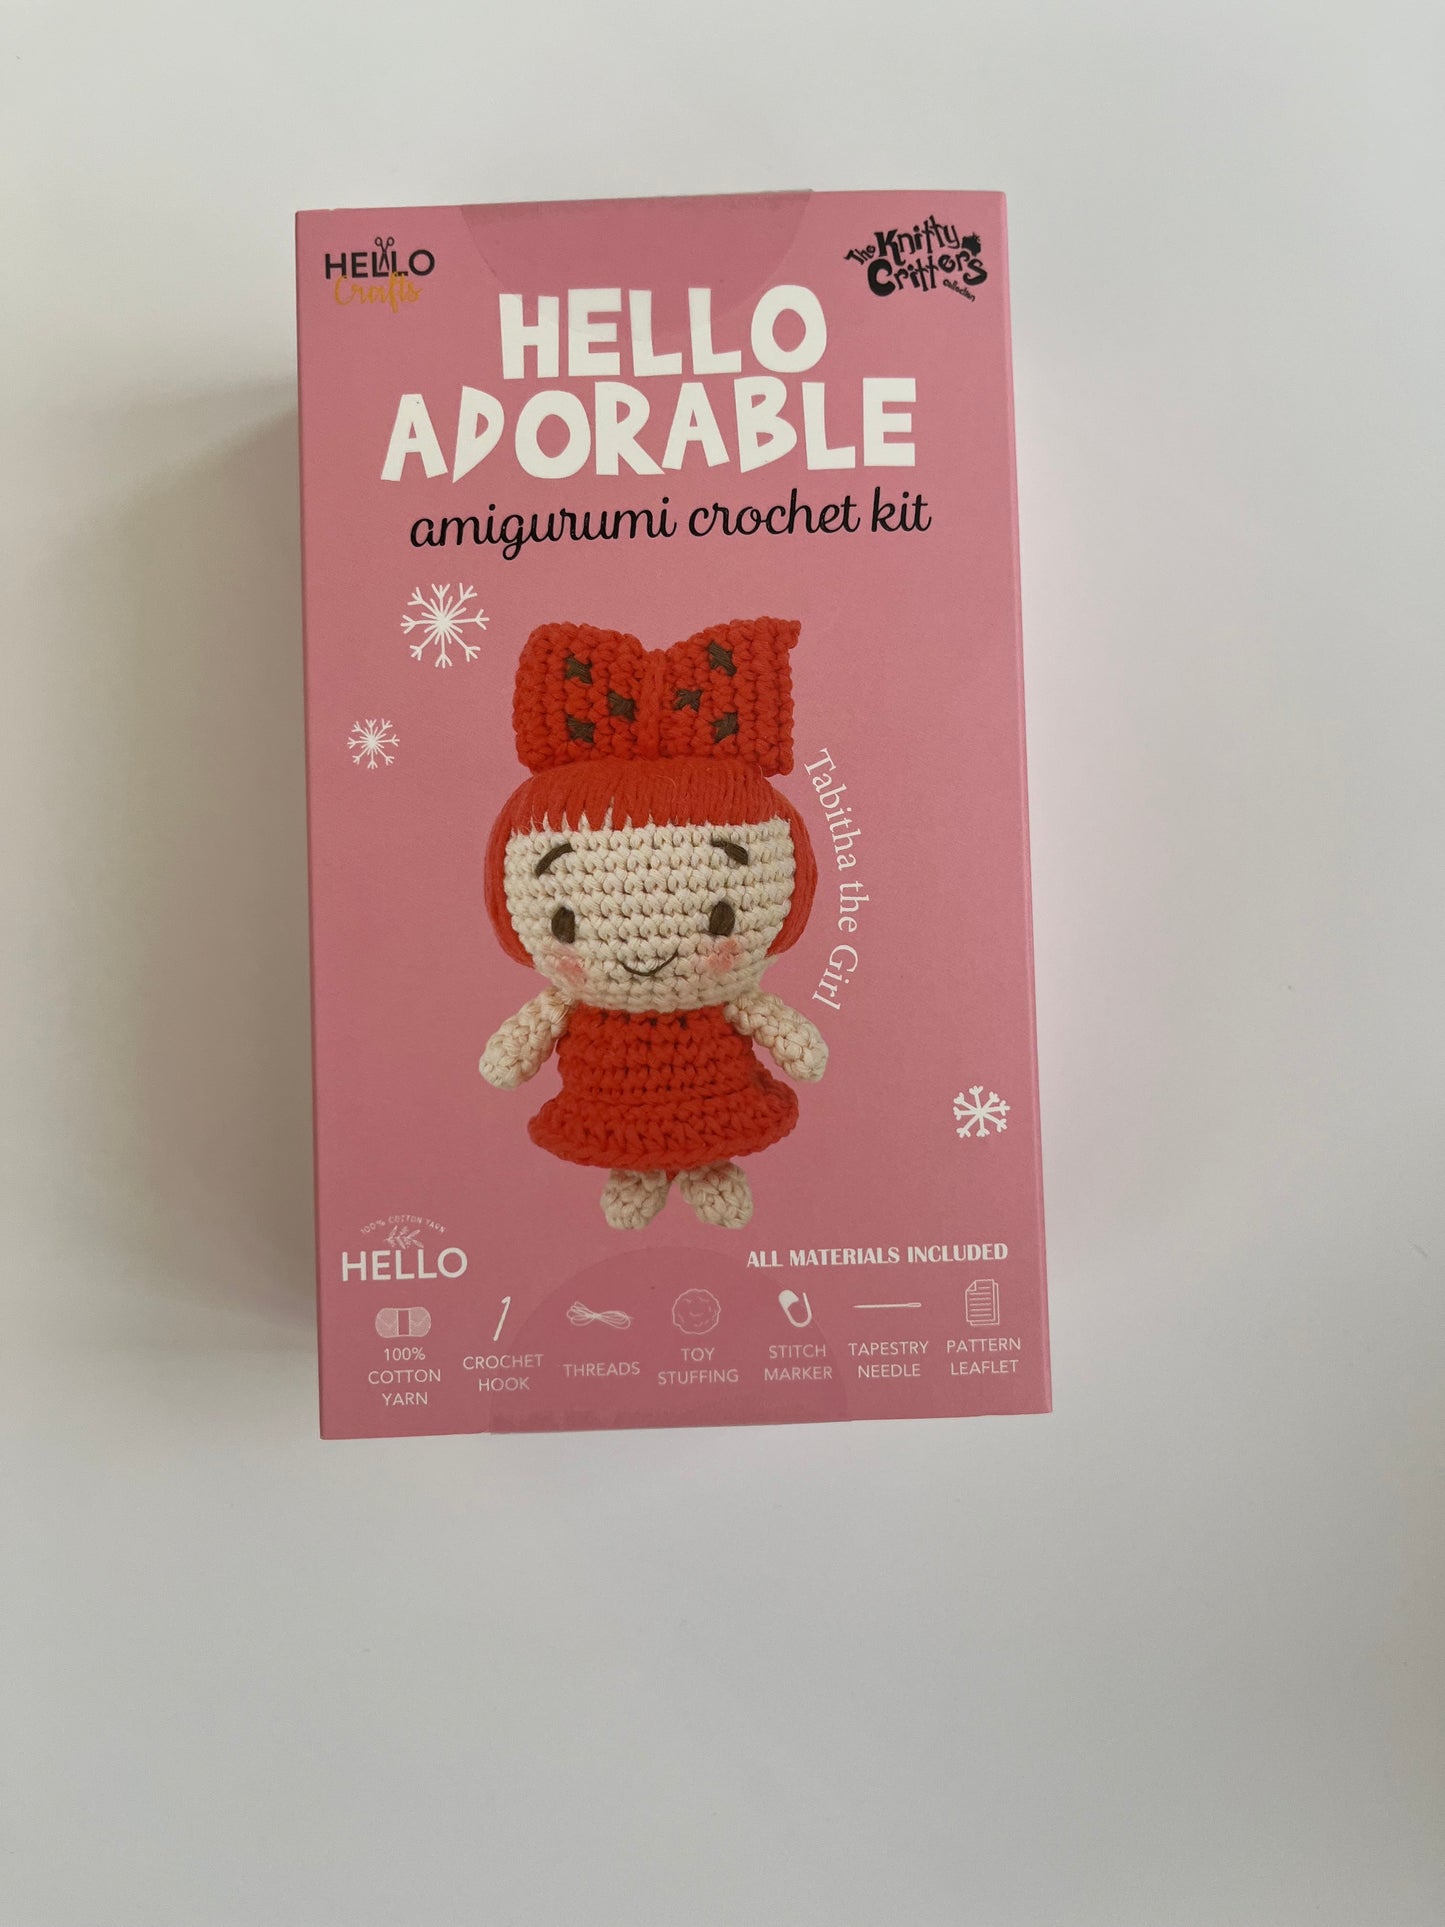 HELLO
Crafts
The Knitty
Critters
collection
HELLO
ADORABLE
amigurumi crochet kit
Tabitha the Girl
100% COTTON YARN
HELLO
ALL MATERIALS INCLUDED
100%
COTTON
YARN
CROCHET
HOOK
THREADS
TOY
STUFFING
STITCH
MARKER
TAPESTRY
NEEDLE
PATTERN
LEAFLET